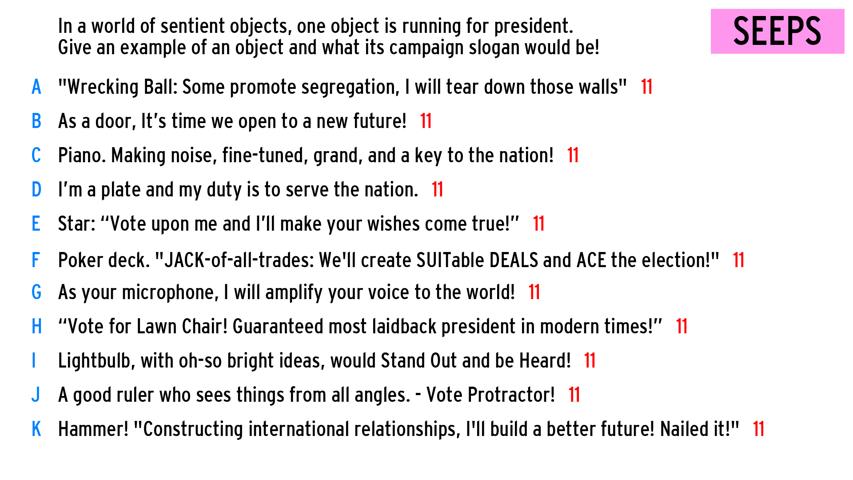 In a world of sentient objects, one object is running for president.
Give an example of an object and what its campaign slogan would be!
SEEPS
A "Wrecking Ball: Some promote segregation, I will tear down those walls" 11
B As a door, It’s time we open to a new future! 11
C Piano. Making noise, fine-tuned, grand, and a key to the nation! 11
D I’m a plate and my duty is to serve the nation. 11
E Star: “Vote upon me and I’ll make your wishes come true!” 11
F Poker deck. "JACK-of-all-trades: We'll create SUITable DEALS and ACE the election!" 11
G As your microphone, I will amplify your voice to the world! 11
H “Vote for Lawn Chair! Guaranteed most laidback president in modern times!” 11
I Lightbulb, with oh-so bright ideas, would Stand Out and be Heard! 11
J A good ruler who sees things from all angles. - Vote Protractor! 11
K Hammer! "Constructing international relationships, I'll build a better future! Nailed it!" 11